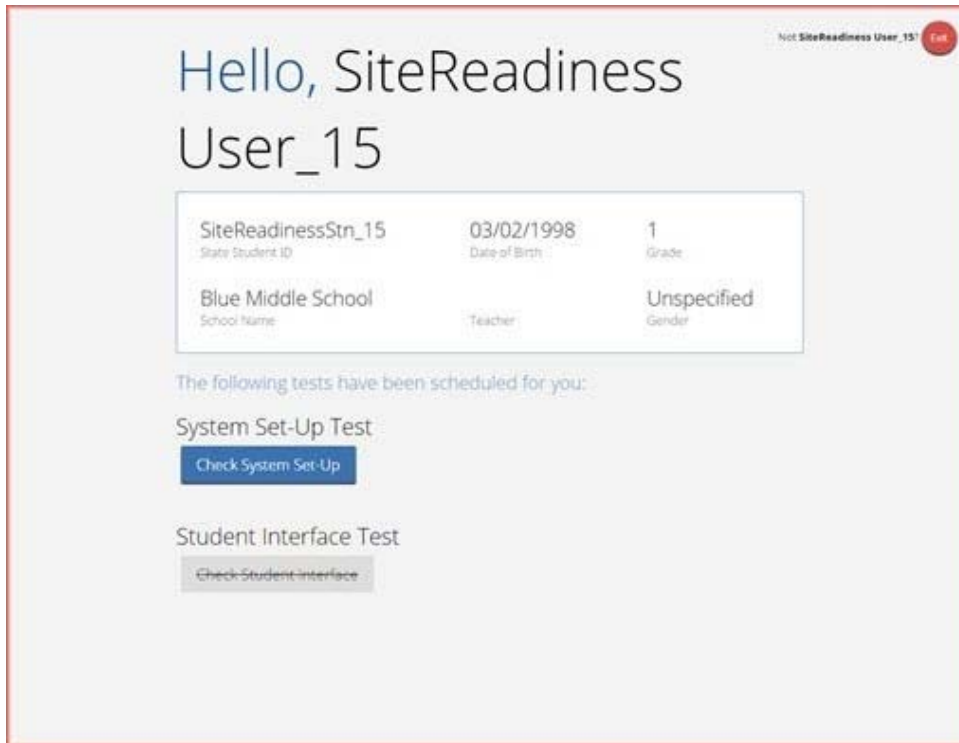 Not SiteReadiness User_15? Exit
Hello, SiteReadiness
User_15
SiteReadinessStn_15 03/02/1998 1
State Student ID Date of Birth Grade
Blue Middle School Unspecified
School Name Teacher Gender
The following tests have been scheduled for you:
System Set-Up Test
Check System Set-Up
Student Interface Test
Check Student Interface